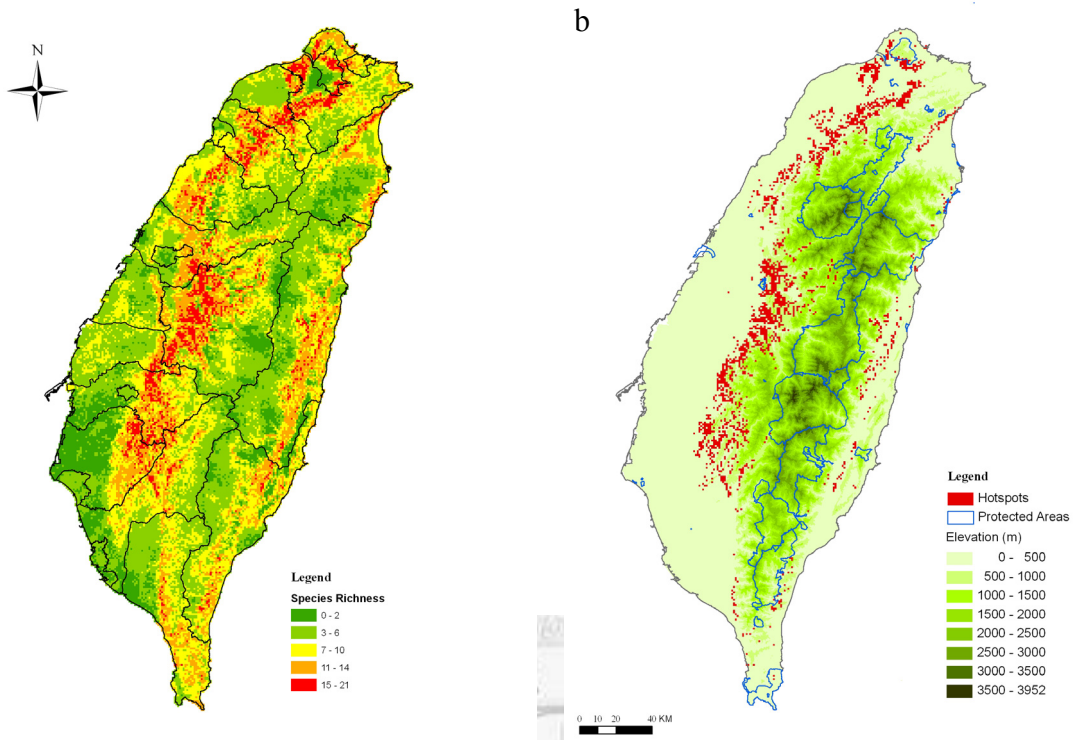 b
N
Legend
Species Richness
0 - 2
3 - 6
7 - 10
11 - 14
15 - 21
Legend
Hotspots
Protected Areas
Elevation (m)
0 - 500
500 - 1000
1000 - 1500
1500 - 2000
2000 - 2500
2500 - 3000
3000 - 3500
3500 - 3952
0 10 20 40 KM